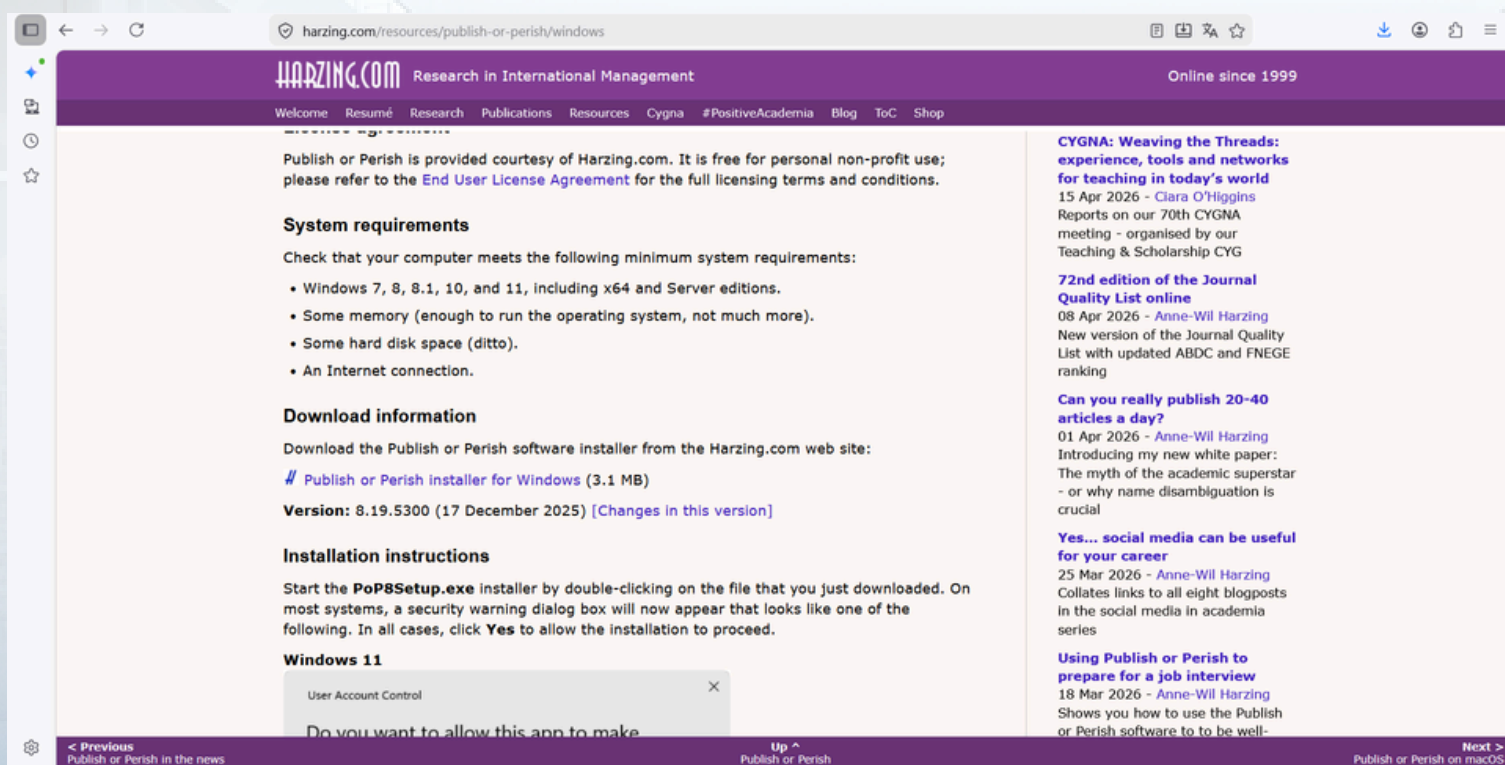 harzing.com/resources/publish-or-perish/windows
HARZING.COM Research in International Management
Online since 1999
Welcome Resumé Research Publications Resources Cygna #PositiveAcademia Blog ToC Shop
License agreement
Publish or Perish is provided courtesy of Harzing.com. It is free for personal non-profit use;
please refer to the End User License Agreement for the full licensing terms and conditions.
System requirements
Check that your computer meets the following minimum system requirements:
• Windows 7, 8, 8.1, 10, and 11, including x64 and Server editions.
• Some memory (enough to run the operating system, not much more).
• Some hard disk space (ditto).
• An Internet connection.
Download information
Download the Publish or Perish software installer from the Harzing.com web site:
Publish or Perish installer for Windows (3.1 MB)
Version: 8.19.5300 (17 December 2025) [Changes in this version]
Installation instructions
Start the PoP8Setup.exe installer by double-clicking on the file that you just downloaded. On
most systems, a security warning dialog box will now appear that looks like one of the
following. In all cases, click Yes to allow the installation to proceed.
Windows 11
User Account Control
Do you want to allow this app to make
CYGNA: Weaving the Threads:
experience, tools and networks
for teaching in today's world
15 Apr 2026 - Ciara O'Higgins
Reports on our 70th CYGNA
meeting - organised by our
Teaching & Scholarship CYG
72nd edition of the Journal
Quality List online
08 Apr 2026 - Anne-Wil Harzing
New version of the Journal Quality
List with updated ABDC and FNEGE
ranking
Can you really publish 20-40
articles a day?
01 Apr 2026 - Anne-Wil Harzing
Introducing my new white paper:
The myth of the academic superstar
- or why name disambiguation is
crucial
Yes... social media can be useful
for your career
25 Mar 2026 - Anne-Wil Harzing
Collates links to all eight blogposts
in the social media in academia
series
Using Publish or Perish to
prepare for a job interview
18 Mar 2026 - Anne-Wil Harzing
Shows you how to use the Publish
or Perish software to to be well-
< Previous
Publish or Perish in the news
Up ^
Publish or Perish
Next >
Publish or Perish on macOS